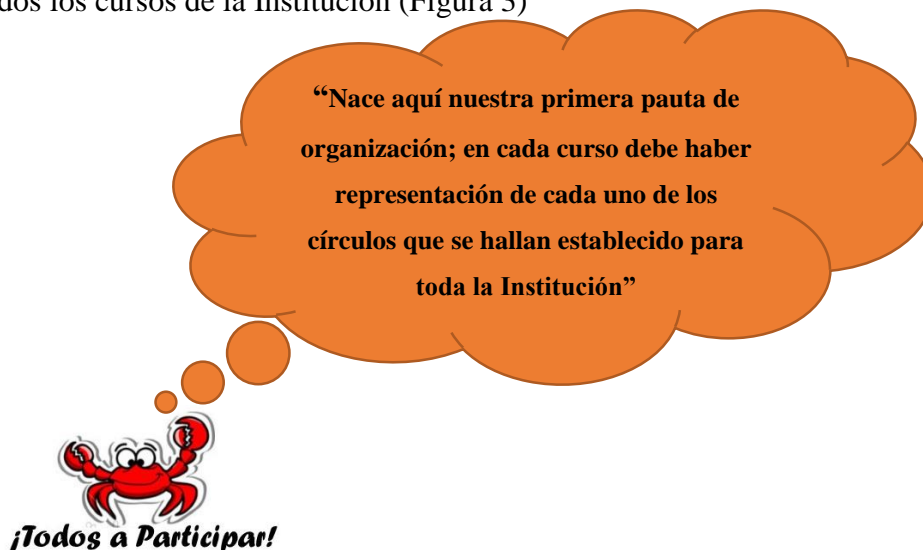 dos los cursos de la Institución (Figura 3)
“Nace aquí nuestra primera pauta de
organización; en cada curso debe haber
representación de cada uno de los
círculos que se hallan establecido para
toda la Institución”
¡Todos a Participar!